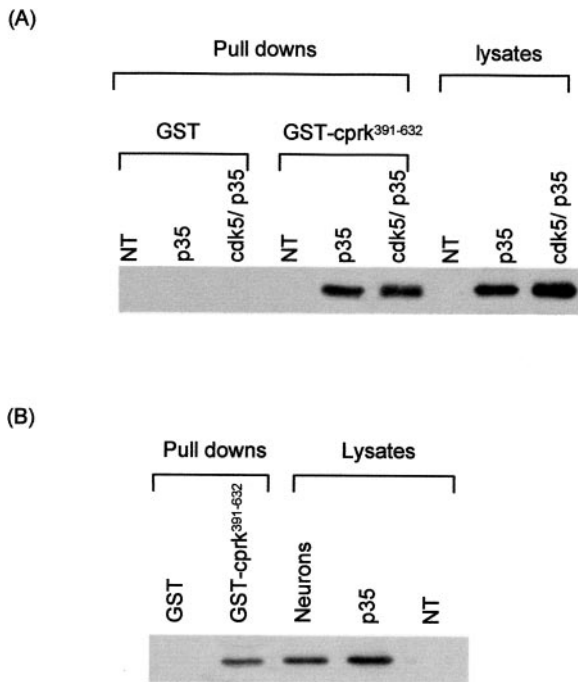 (A)
Pull downs lysates
GST GST-cprk391-632
NT p35 cdk5/ p35 NT p35 cdk5/ p35 NT p35 cdk5/ p35
(B)
Pull downs Lysates
GST GST-cprk391-632 Neurons p35 NT